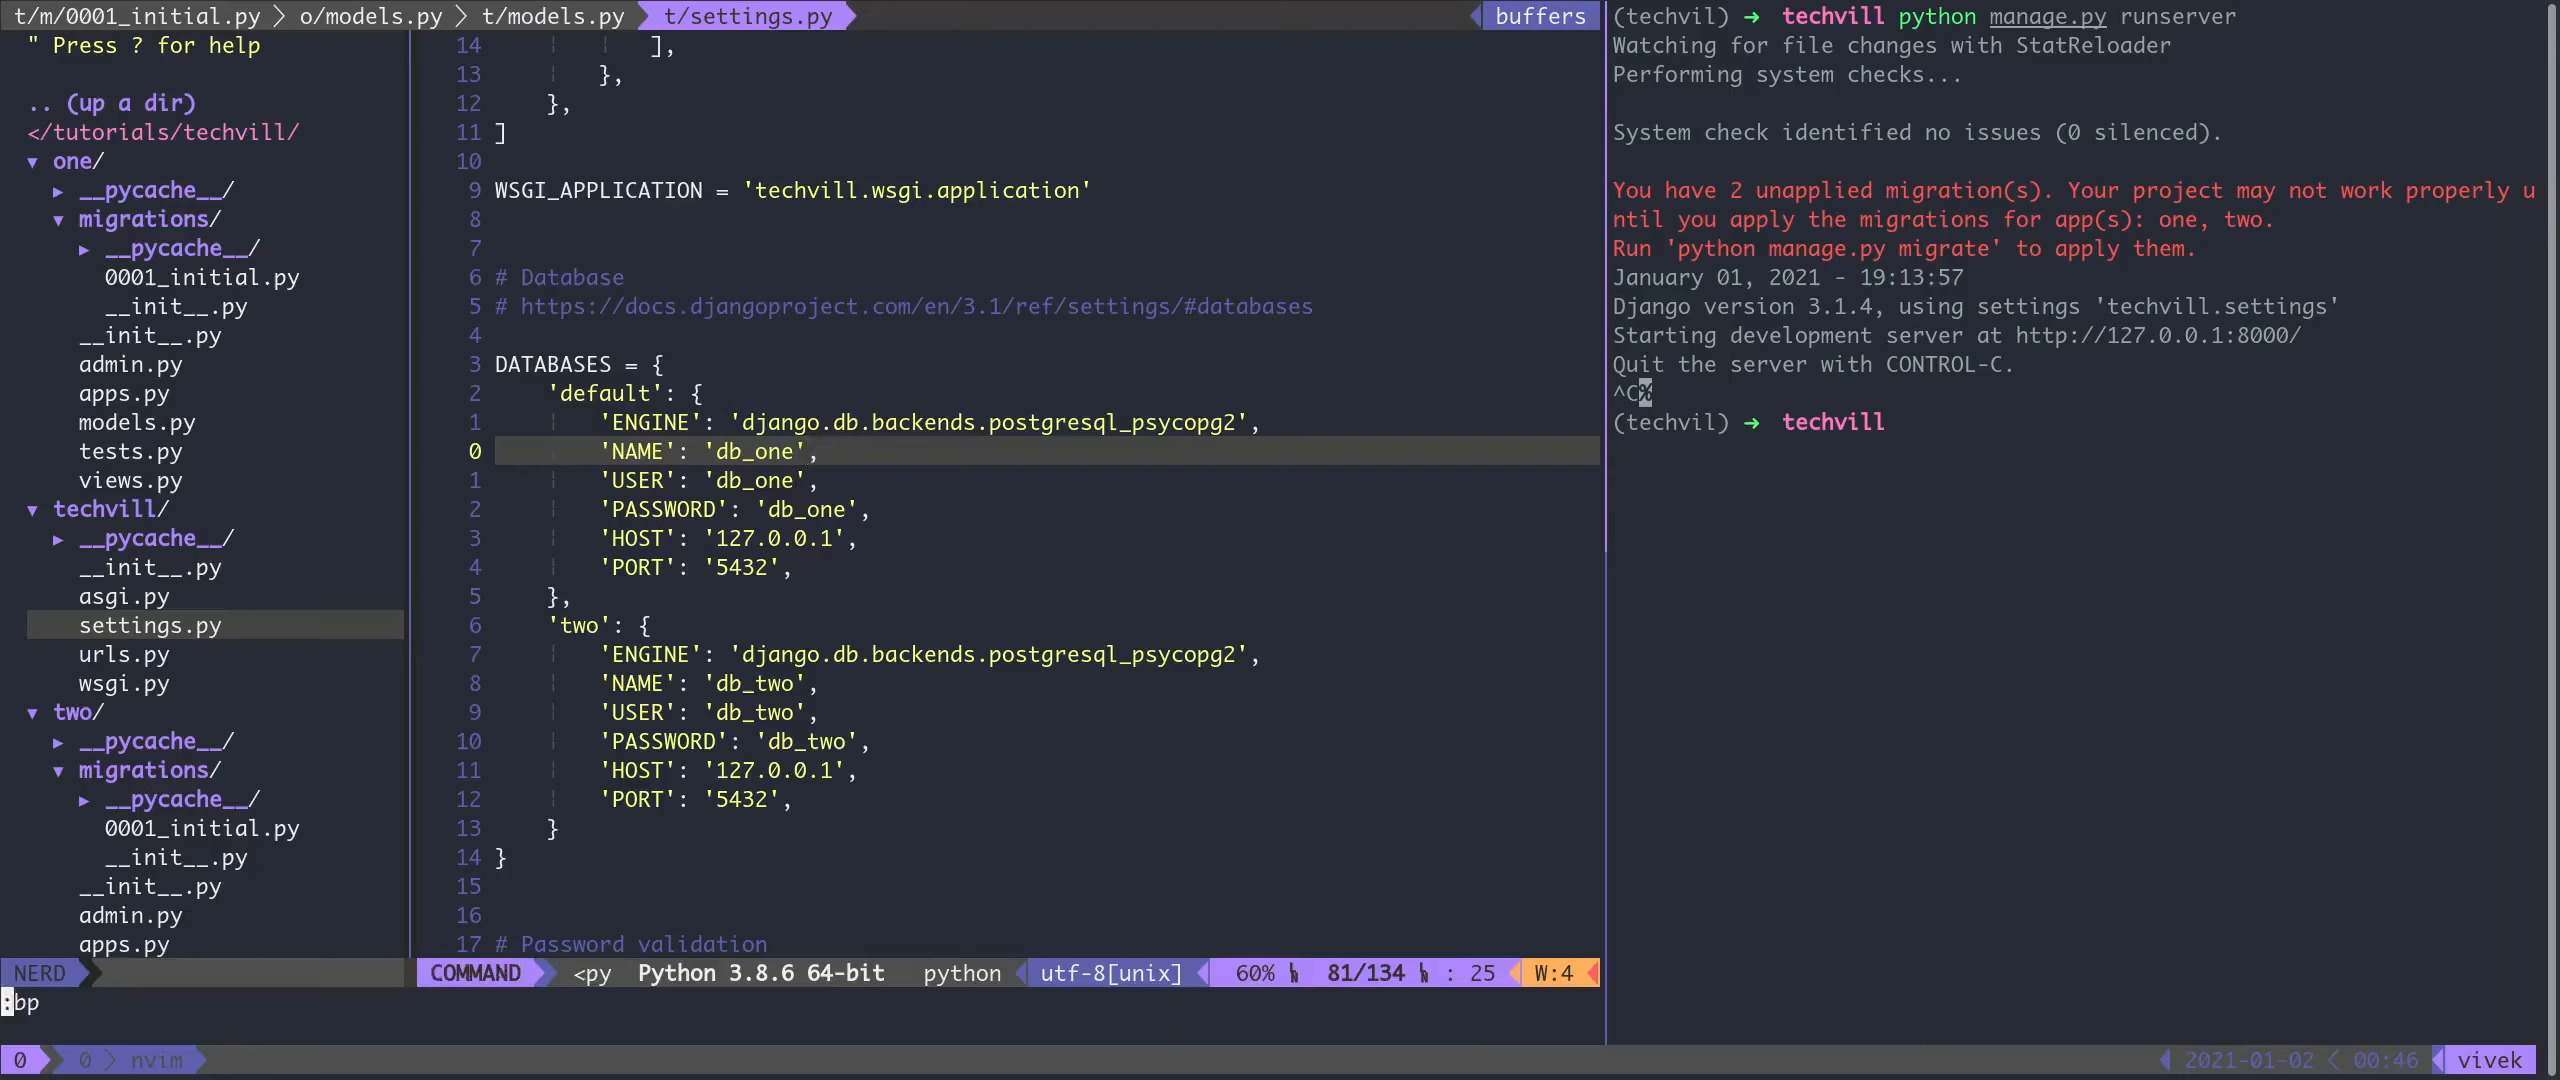 t/m/0001_initial.py > o/models.py > t/models.py t/settings.py buffers
" Press ? for help
.. (up a dir)
</tutorials/techvill/
▾ one/
▸ __pycache__/
▾ migrations/
▸ __pycache__/
0001_initial.py
__init__.py
__init__.py
admin.py
apps.py
models.py
tests.py
views.py
▾ techvill/
▸ __pycache__/
__init__.py
asgi.py
settings.py
urls.py
wsgi.py
▾ two/
▸ __pycache__/
▾ migrations/
▸ __pycache__/
0001_initial.py
__init__.py
__init__.py
admin.py
apps.py
14 ],
13 },
12 },
11 ]
10
9 WSGI_APPLICATION = 'techvill.wsgi.application'
8
7
6 # Database
5 # https://docs.djangoproject.com/en/3.1/ref/settings/#databases
4
3 DATABASES = {
2 'default': {
1 'ENGINE': 'django.db.backends.postgresql_psycopg2',
0 'NAME': 'db_one',
1 'USER': 'db_one',
2 'PASSWORD': 'db_one',
3 'HOST': '127.0.0.1',
4 'PORT': '5432',
5 },
6 'two': {
7 'ENGINE': 'django.db.backends.postgresql_psycopg2',
8 'NAME': 'db_two',
9 'USER': 'db_two',
10 'PASSWORD': 'db_two',
11 'HOST': '127.0.0.1',
12 'PORT': '5432',
13 }
14 }
15
16
17 # Password validation
NERD
COMMAND <py Python 3.8.6 64-bit python utf-8[unix] 60% 81/134 : 25 W:4
:bp
(techvil) → techvill python manage.py runserver
Watching for file changes with StatReloader
Performing system checks...
System check identified no issues (0 silenced).
You have 2 unapplied migration(s). Your project may not work properly u
ntil you apply the migrations for app(s): one, two.
Run 'python manage.py migrate' to apply them.
January 01, 2021 - 19:13:57
Django version 3.1.4, using settings 'techvill.settings'
Starting development server at http://127.0.0.1:8000/
Quit the server with CONTROL-C.
^C%
(techvil) → techvill
0 0 > nvim 2021-01-02 < 00:46 vivek